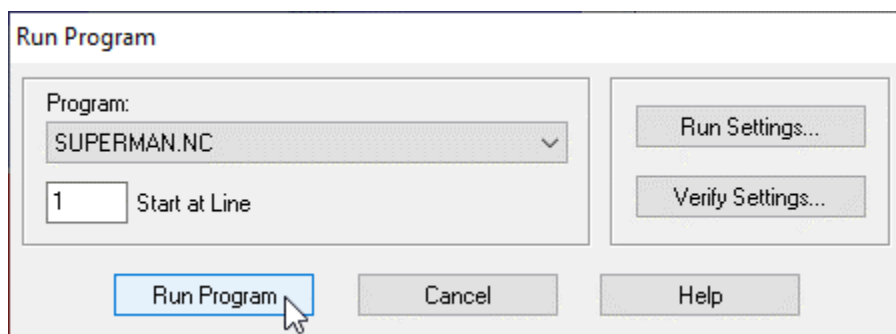 Run Program
Program:
SUPERMAN.NC
1 Start at Line
Run Settings...
Verify Settings...
Run Program Cancel Help